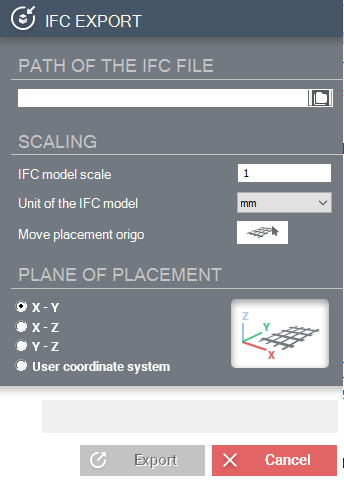 IFC EXPORT
PATH OF THE IFC FILE
SCALING
IFC model scale 1
Unit of the IFC model mm
Move placement origo
PLANE OF PLACEMENT
X - Y
X - Z
Y - Z
User coordinate system
Z
Y
X
Export Cancel